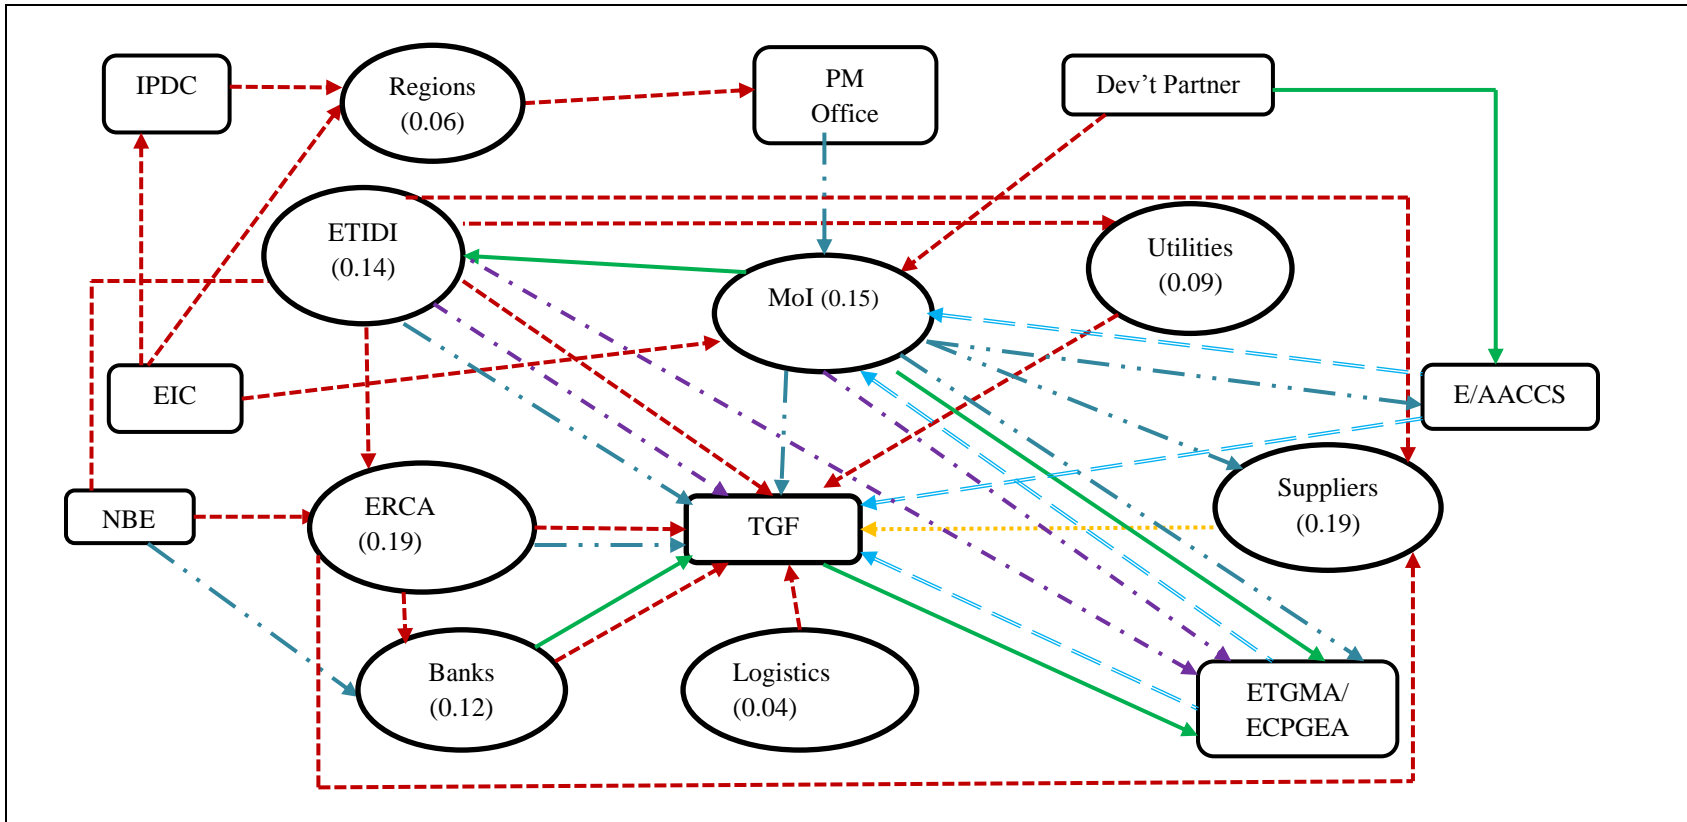 IPDC
Regions
(0.06)
PM
Office
Dev't Partner
ETIDI
(0.14)
MoI (0.15)
Utilities
(0.09)
EIC
E/AACCS
NBE
ERCA
(0.19)
TGF
Suppliers
(0.19)
Banks
(0.12)
Logistics
(0.04)
ETGMA/
ECPGEA